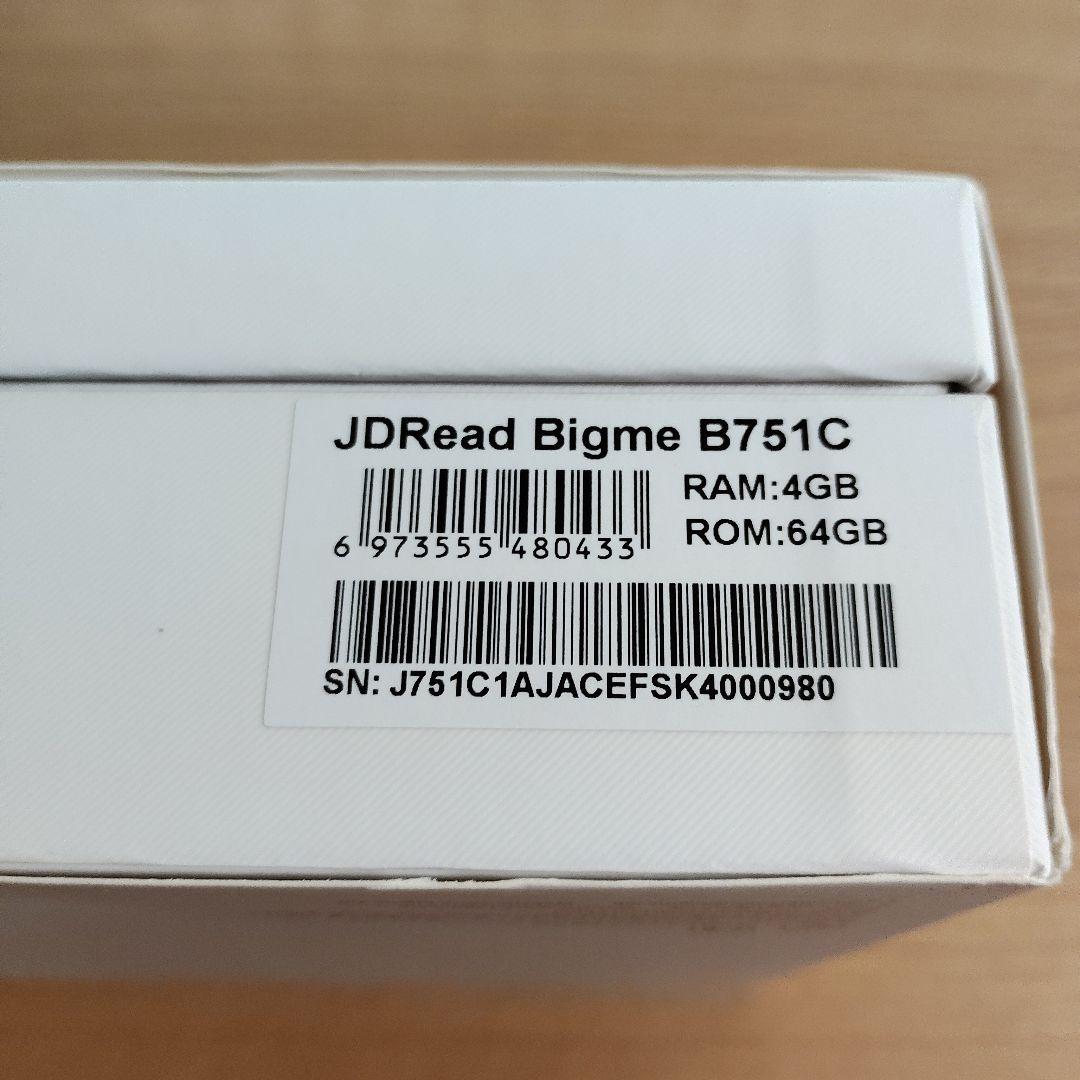 JDRead Bigme B751C
RAM:4GB
ROM:64GB
6 973555 480433
SN: J751C1AJACEFSK4000980